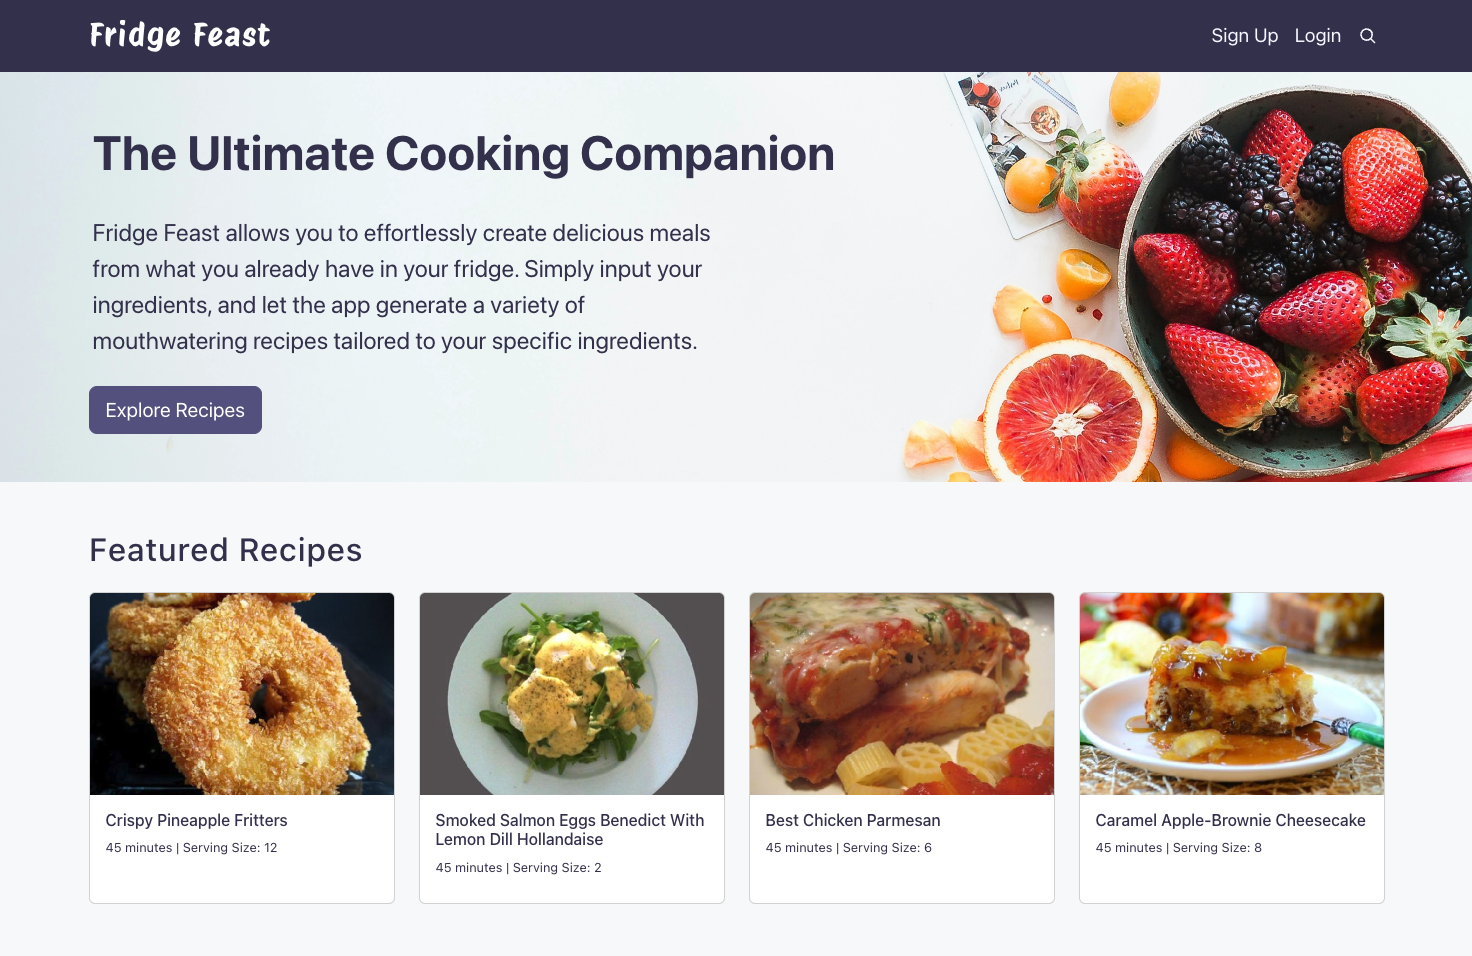 Fridge Feast
Sign Up Login
The Ultimate Cooking Companion
Fridge Feast allows you to effortlessly create delicious meals
from what you already have in your fridge. Simply input your
ingredients, and let the app generate a variety of
mouthwatering recipes tailored to your specific ingredients.
Explore Recipes
Featured Recipes
Crispy Pineapple Fritters
45 minutes | Serving Size: 12
Smoked Salmon Eggs Benedict With
Lemon Dill Hollandaise
45 minutes | Serving Size: 2
Best Chicken Parmesan
45 minutes | Serving Size: 6
Caramel Apple-Brownie Cheesecake
45 minutes | Serving Size: 8